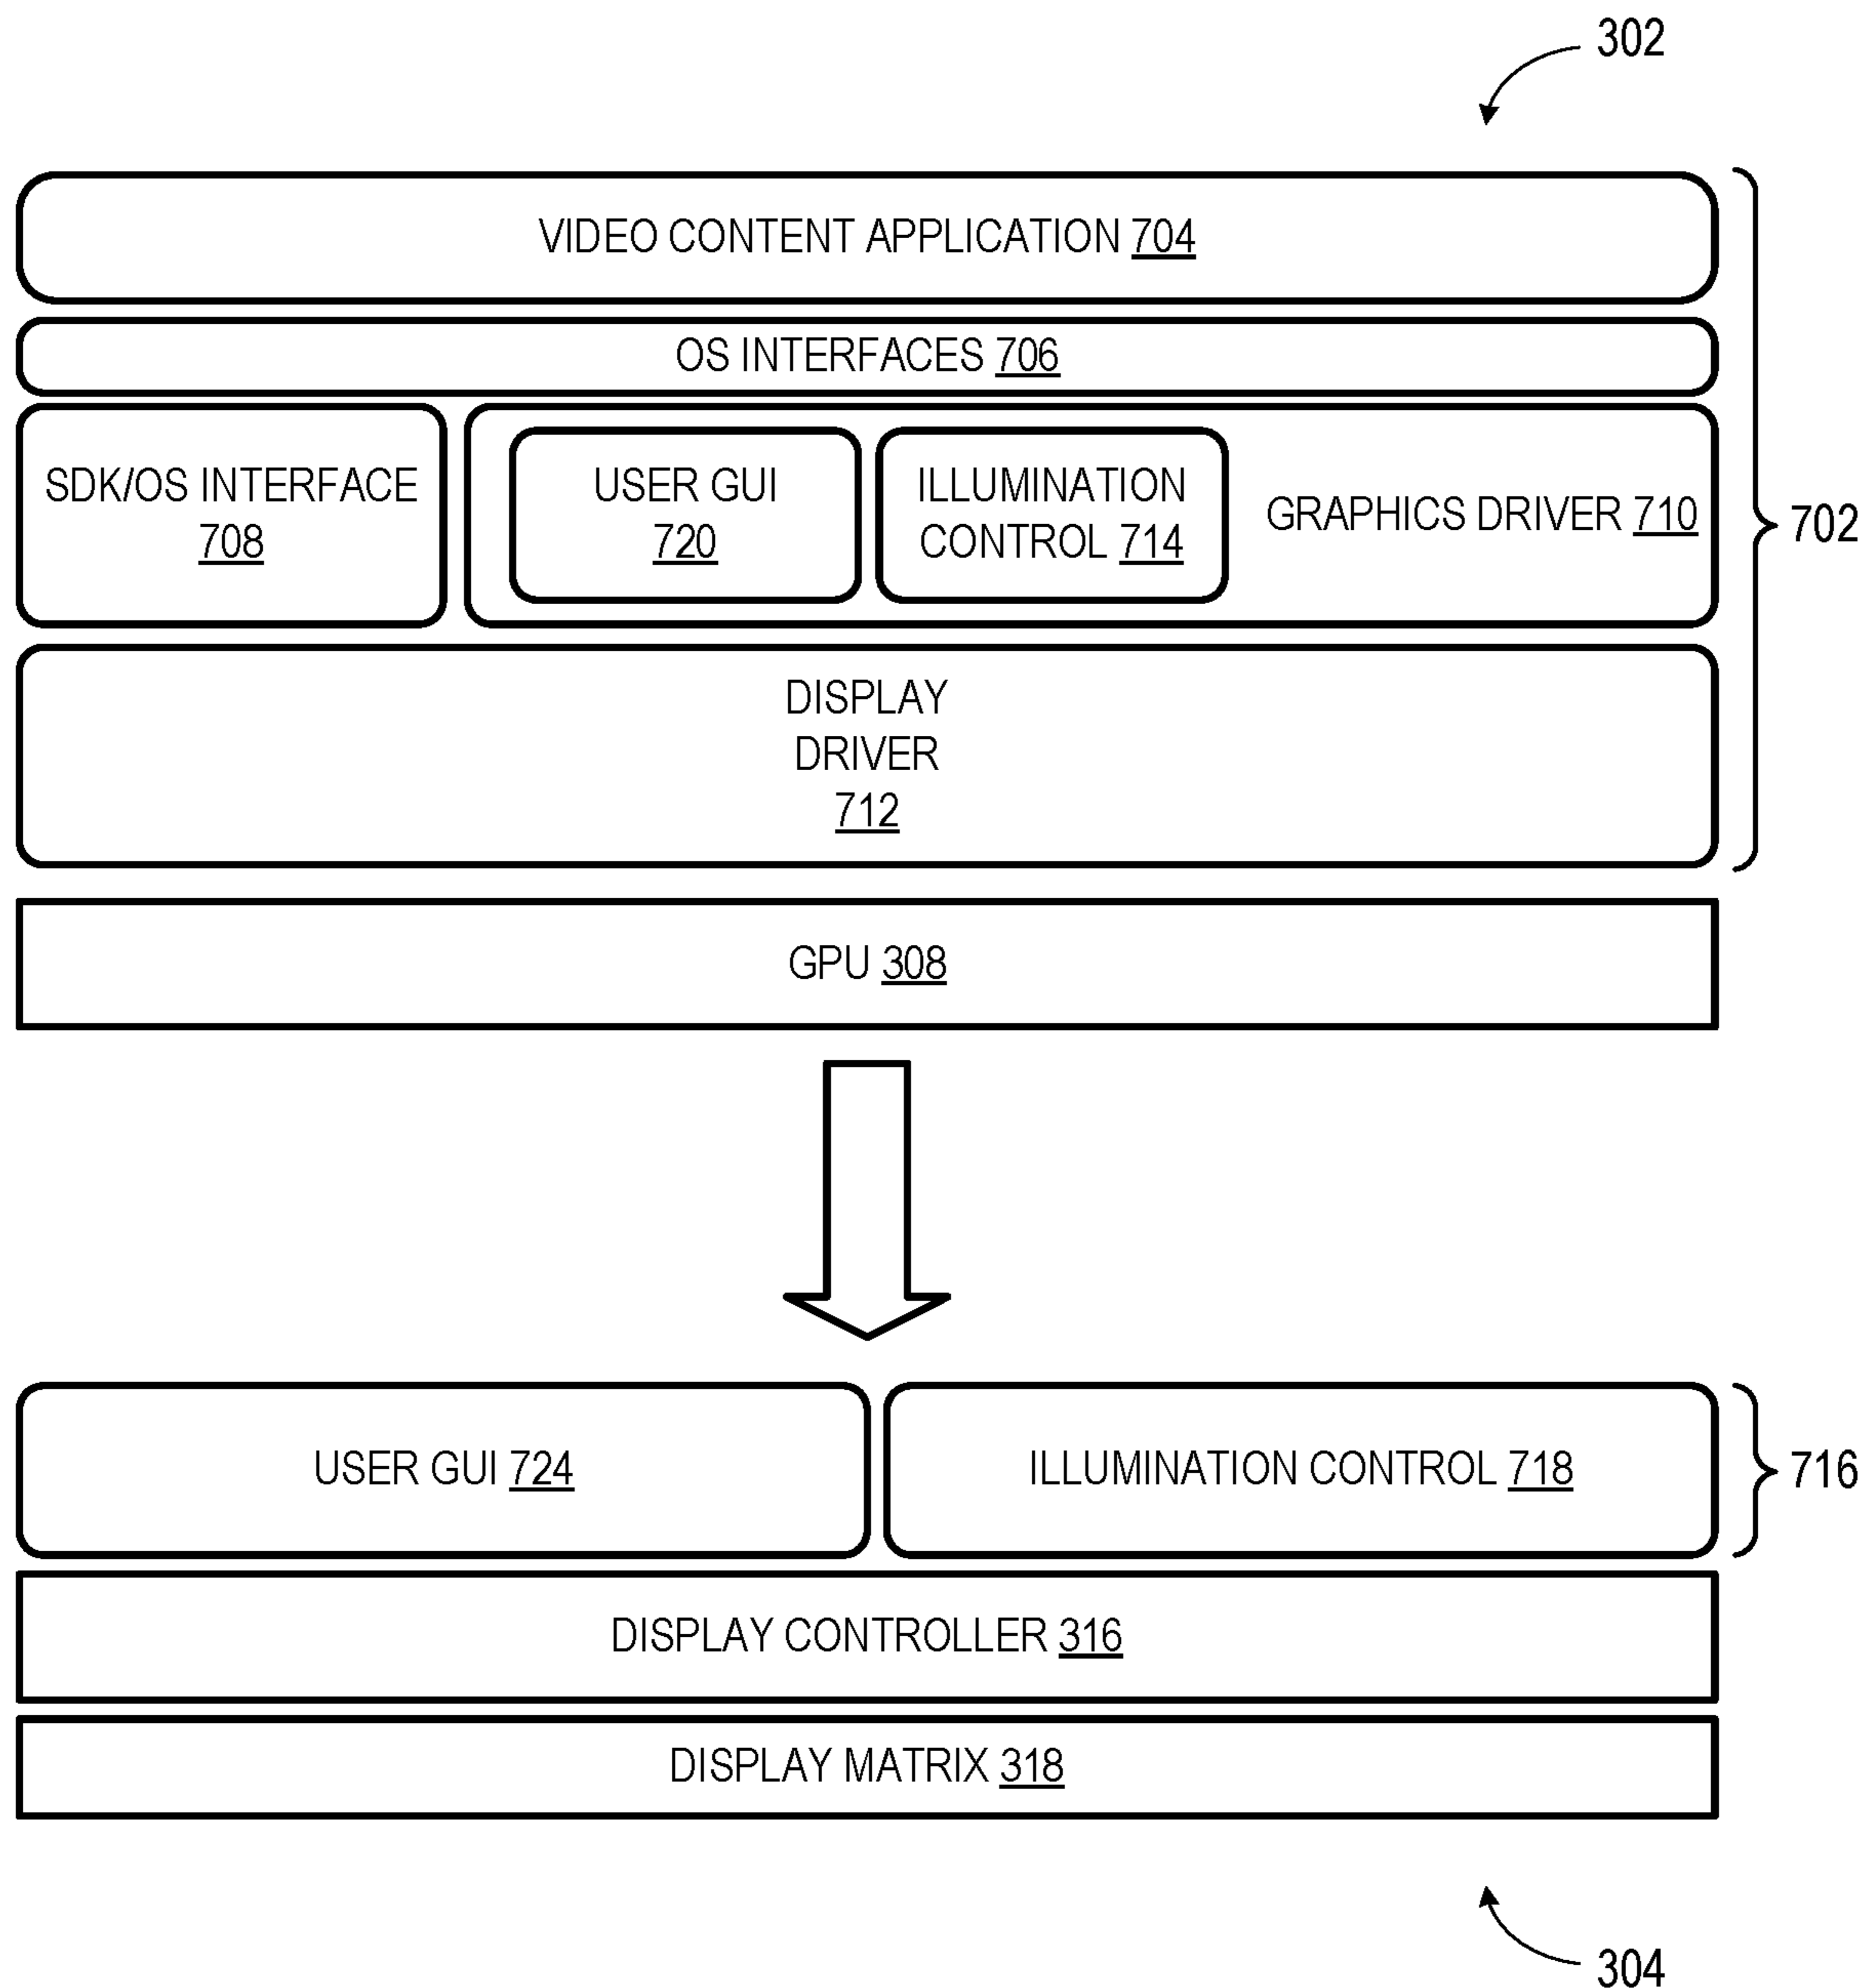 302
VIDEO CONTENT APPLICATION 704
OS INTERFACES 706
SDK/OS INTERFACE
708
USER GUI
720
ILLUMINATION
CONTROL 714
GRAPHICS DRIVER 710
702
DISPLAY
DRIVER
712
GPU 308
USER GUI 724
ILLUMINATION CONTROL 718
716
DISPLAY CONTROLLER 316
DISPLAY MATRIX 318
304